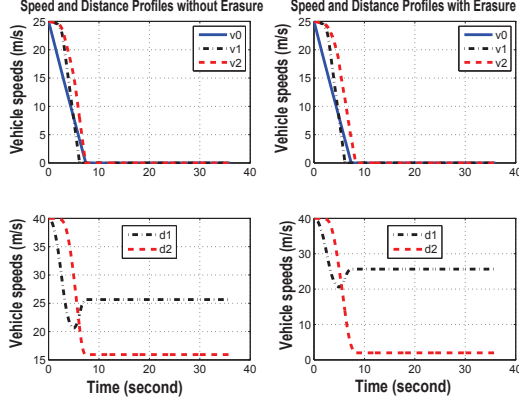 Speed and Distance Profiles without Erasure
Speed and Distance Profiles with Erasure
Vehicle speeds (m/s)
25
20
15
10
5
0
0 10 20 30 40
v0
v1
v2
Vehicle speeds (m/s)
25
20
15
10
5
0
0 10 20 30 40
v0
v1
v2
Vehicle speeds (m/s)
40
35
30
25
20
15
0 10 20 30 40
d1
d2
Time (second)
Vehicle speeds (m/s)
40
30
20
10
0
0 10 20 30 40
d1
d2
Time (second)